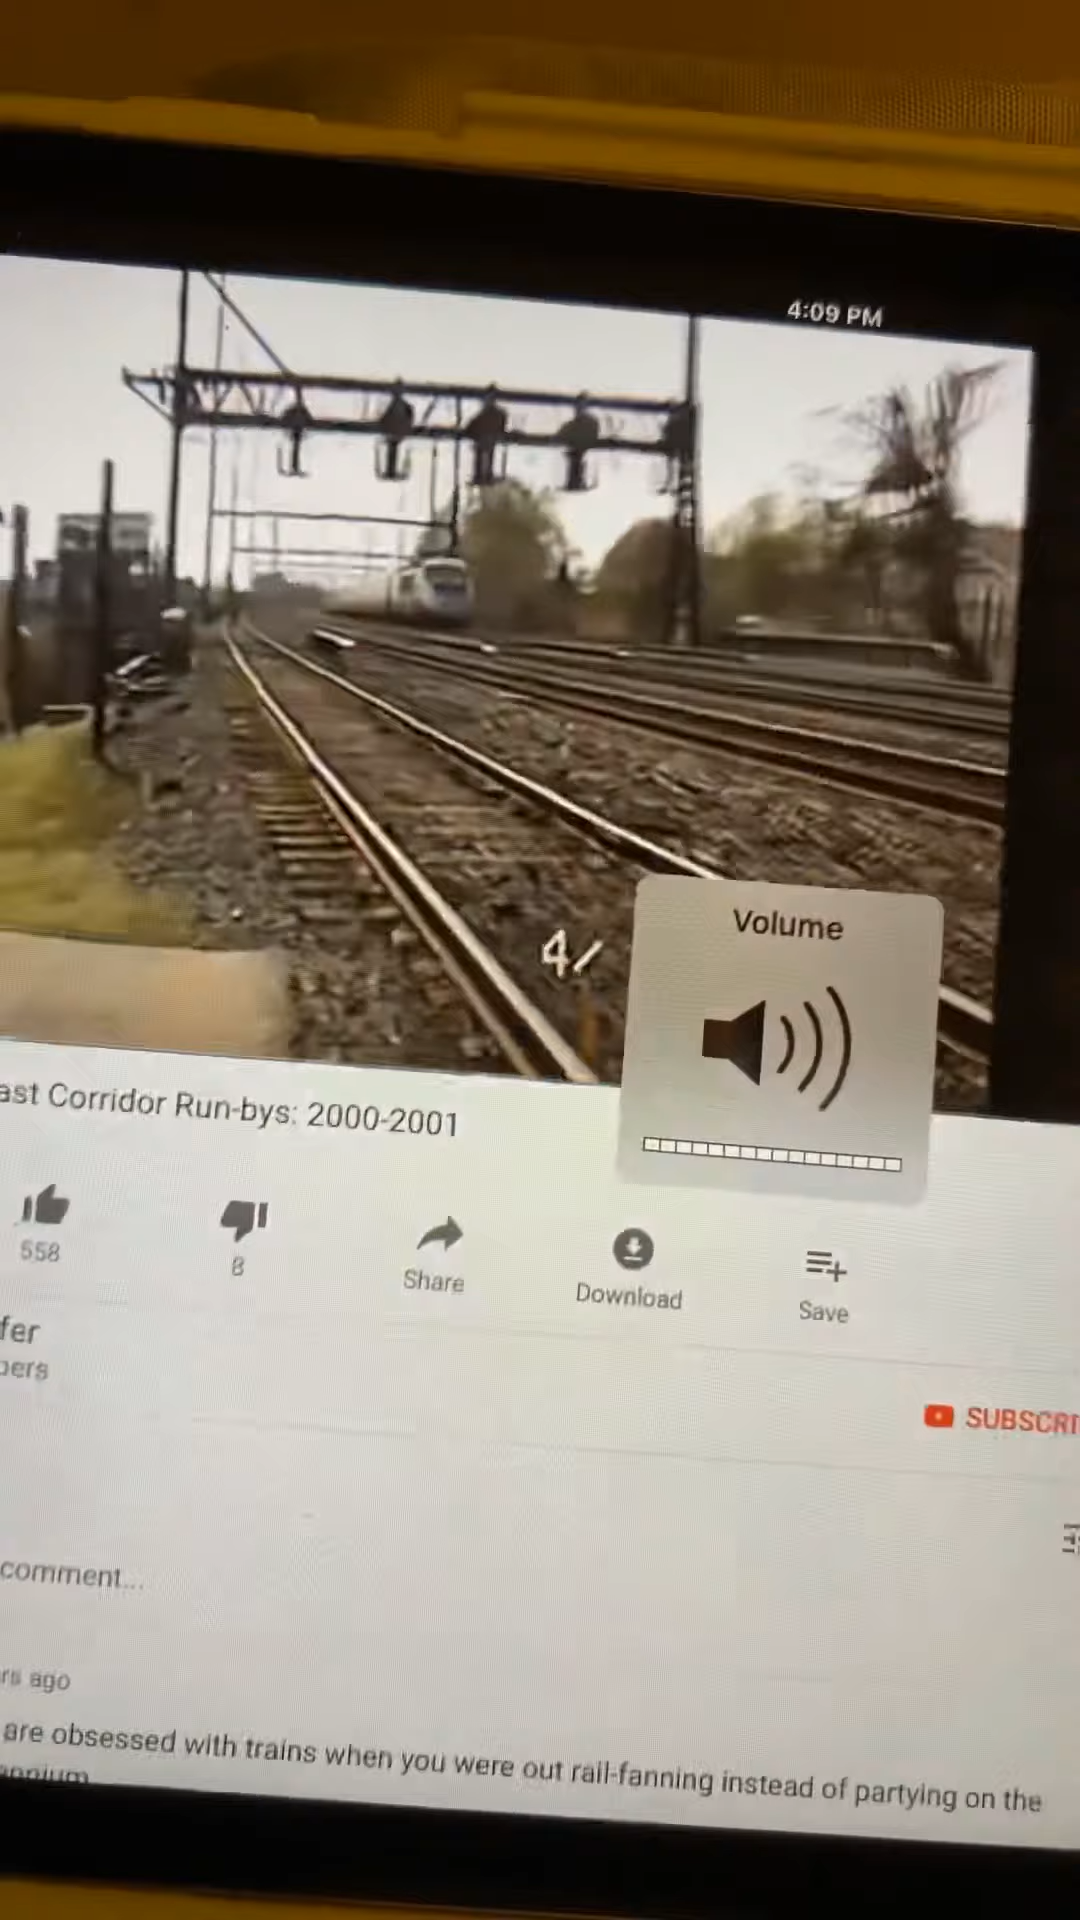 4:09 PM
4/
Volume
ast Corridor Run-bys: 2000-2001
558
8
Share
Download
Save
fer
bers
SUBSCRI
comment...
rs ago
are obsessed with trains when you were out rail-fanning instead of partying on the